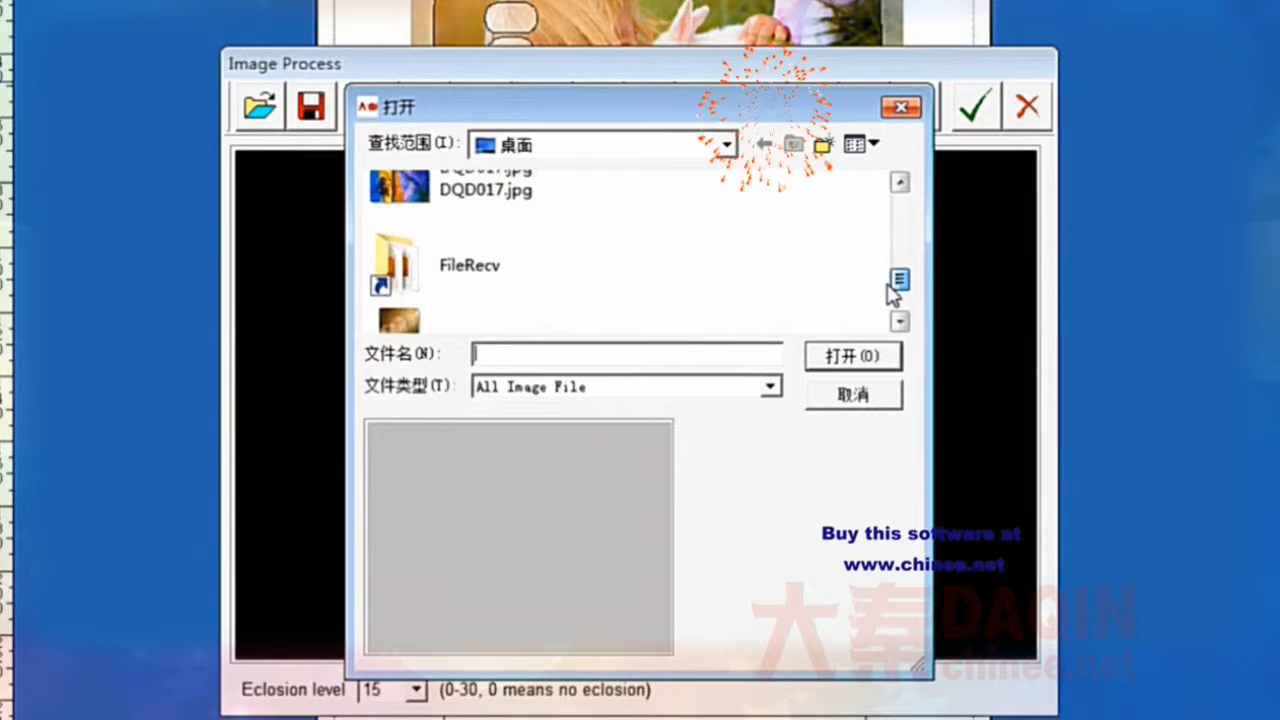 Image Process
打开
查找范围(I):
桌面
DQD017.jpg
DQD017.jpg
FileRecv
文件名(N):
打开(O)
文件类型(T):
All Image File
取消
Buy this software at
www.chinee.net
大秦 DAQIN
chinee.net
Eclosion level 15 (0-30, 0 means no eclosion)